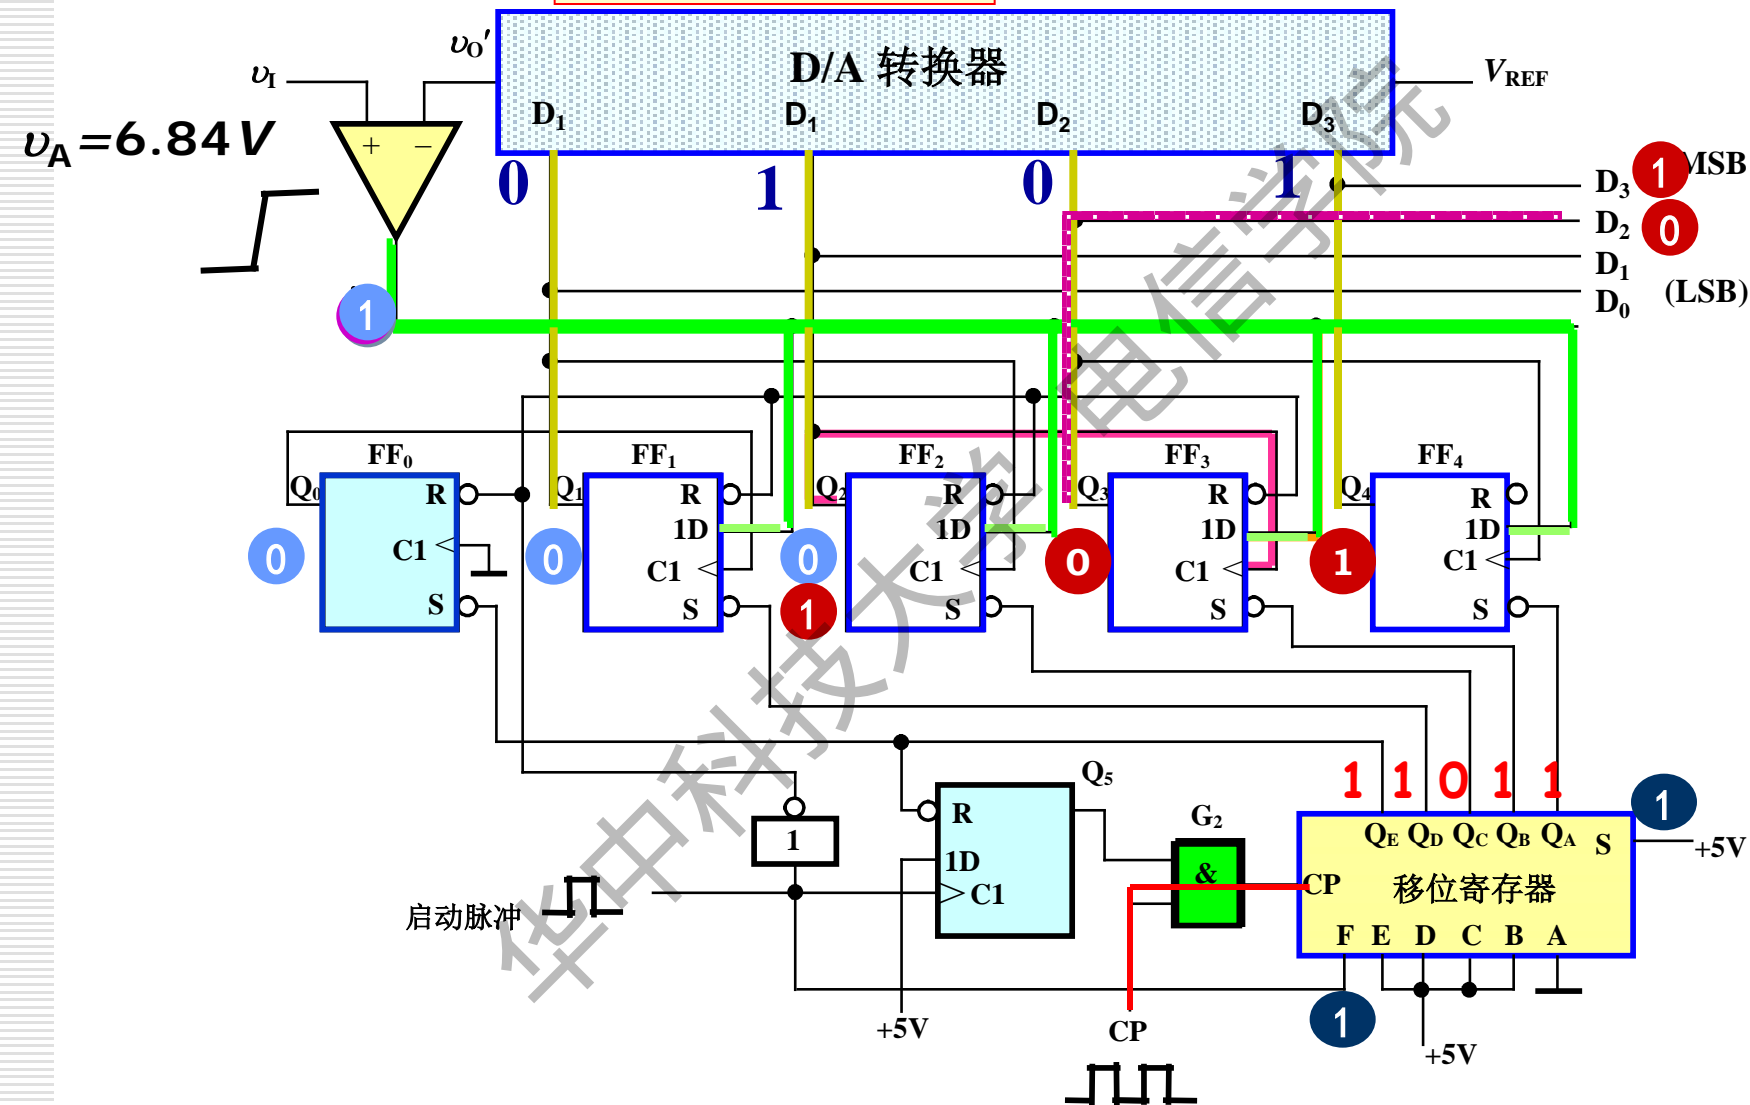 D/A 转换器
υO′
υI
VREF
D1
D1
D2
D3
υA=6.84V
+
−
0
1
0
1
D3
1
MSB
D2
0
D1
D0
(LSB)
1
FF0
FF1
FF2
FF3
FF4
Q0
R
C1
S
Q1
R
1D
C1
S
Q2
R
1D
C1
S
Q3
R
1D
C1
S
Q4
R
1D
C1
S
0
0
0
1
0
1
1 1 0 1 1
1
QE QD QC QB QA S
+5V
CP
移位寄存器
F E D C B A
1
+5V
Q5
R
1D
C1
+5V
G2
&
1
启动脉冲
CP
华中科技大学 电信学院